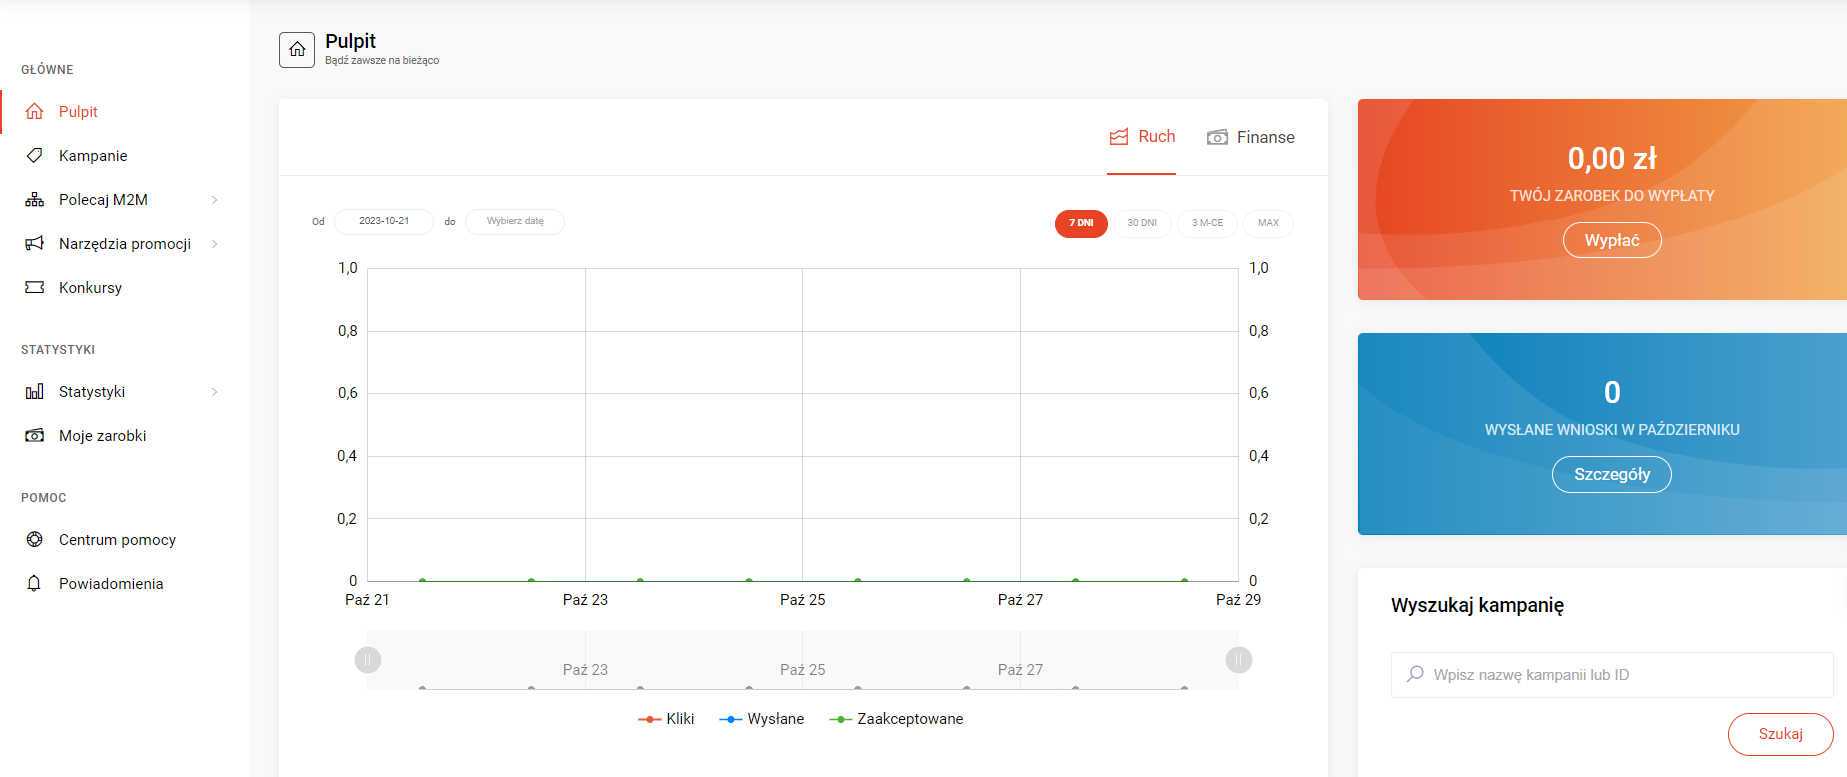 GŁÓWNE
Pulpit
Kampanie
Polecaj M2M
Narzędzia promocji
Konkursy
STATYSTYKI
Statystyki
Moje zarobki
POMOC
Centrum pomocy
Powiadomienia
Pulpit
Bądź zawsze na bieżąco
Ruch Finanse
Od 2023-10-21 do Wybierz datę 7 DNI 30 DNI 3 M-CE MAX
1,0 1,0
0,8 0,8
0,6 0,6
0,4 0,4
0,2 0,2
0 0
Paź 21 Paź 23 Paź 25 Paź 27 Paź 29
Paź 23 Paź 25 Paź 27
Kliki Wysłane Zaakceptowane
0,00 zł
TWÓJ ZAROBEK DO WYPŁATY
Wypłać
0
WYSŁANE WNIOSKI W PAŹDZIERNIKU
Szczegóły
Wyszukaj kampanię
Wpisz nazwę kampanii lub ID
Szukaj